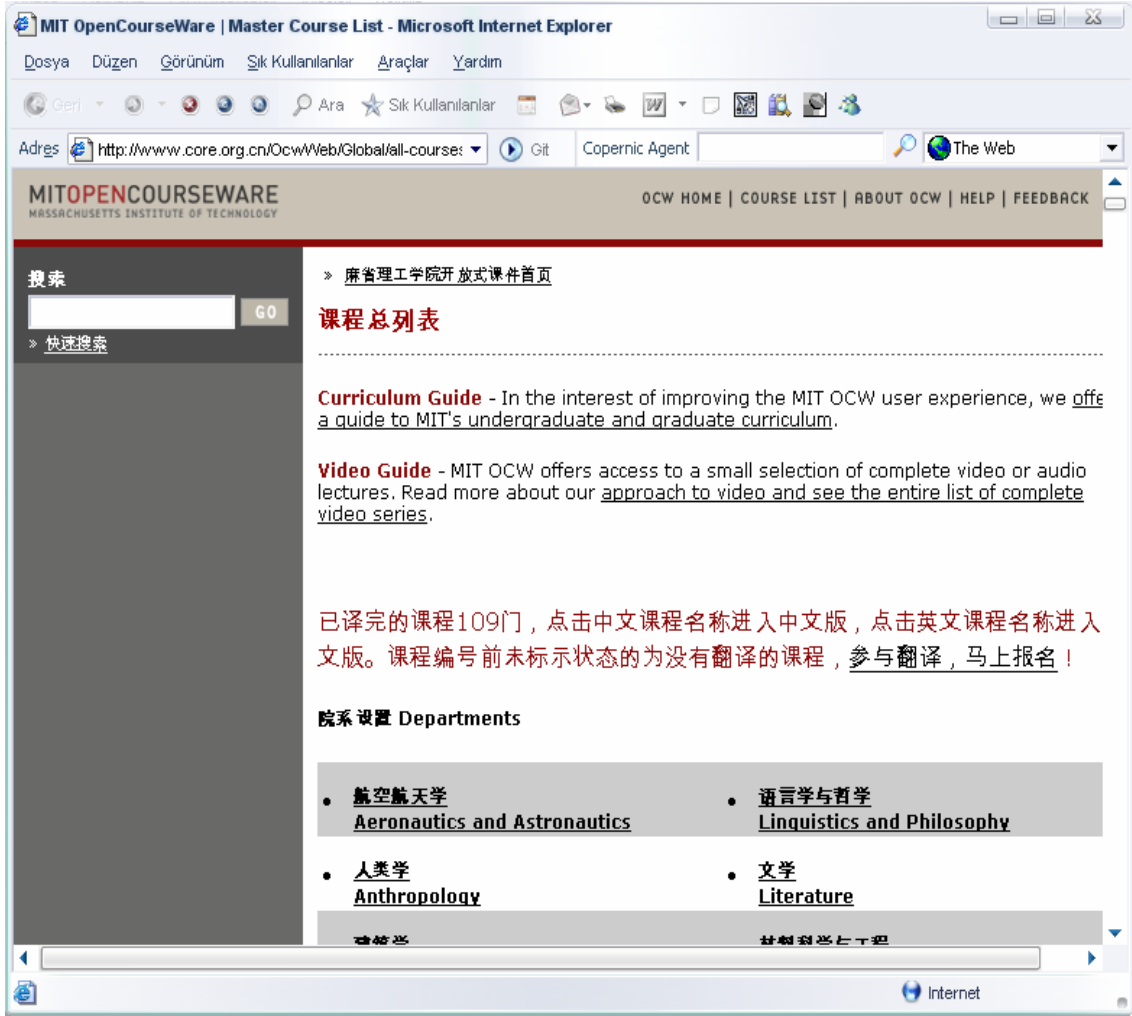 MIT OpenCourseWare | Master Course List - Microsoft Internet Explorer
Dosya Düzen Görünüm Sık Kullanılanlar Araçlar Yardım
Geri Ara Sık Kullanılanlar
Adres http://www.core.org.cn/OcwWeb/Global/all-courses Git Copernic Agent The Web
MITOPENCOURSEWARE
MASSACHUSETTS INSTITUTE OF TECHNOLOGY
OCW HOME | COURSE LIST | ABOUT OCW | HELP | FEEDBACK
搜索
GO
» 快速搜索
» 麻省理工学院开放式课件首页
课程总列表
Curriculum Guide - In the interest of improving the MIT OCW user experience, we offe
a guide to MIT's undergraduate and graduate curriculum.
Video Guide - MIT OCW offers access to a small selection of complete video or audio
lectures. Read more about our approach to video and see the entire list of complete
video series.
已译完的课程109门，点击中文课程名称进入中文版，点击英文课程名称进入
文版。课程编号前未标示状态的为没有翻译的课程，参与翻译，马上报名！
院系设置 Departments
• 航空航天学
Aeronautics and Astronautics
• 语言学与哲学
Linguistics and Philosophy
• 人类学
Anthropology
• 文学
Literature
建筑学
材料科学与工程
Internet